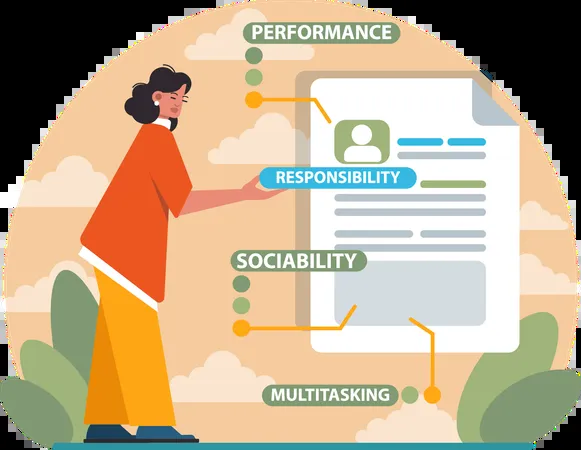 PERFORMANCE
RESPONSIBILITY
SOCIABILITY
MULTITASKING